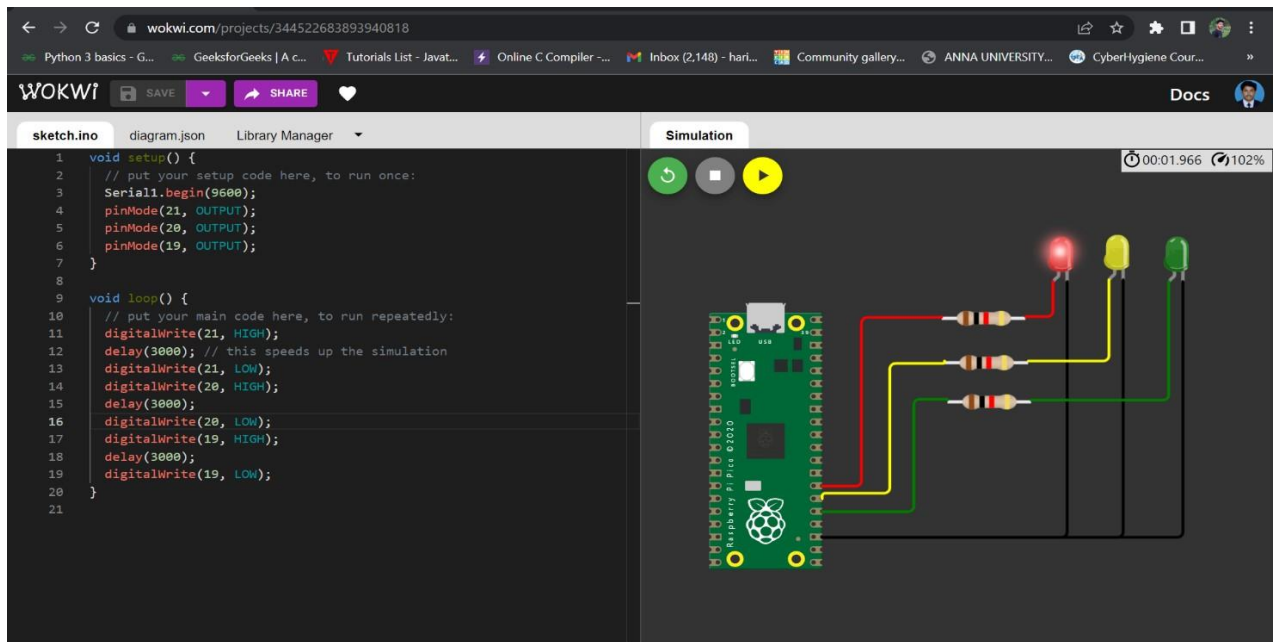 wokwi.com/projects/344522683893940818
Python 3 basics - G... GeeksforGeeks | A c... Tutorials List - Javat... Online C Compiler -... Inbox (2,148) - hari... Community gallery... ANNA UNIVERSITY... CyberHygiene Cour... »
WOKWI SAVE SHARE Docs
sketch.ino diagram.json Library Manager
Simulation
00:01.966 102%
1 void setup() {
2 // put your setup code here, to run once:
3 Serial1.begin(9600);
4 pinMode(21, OUTPUT);
5 pinMode(20, OUTPUT);
6 pinMode(19, OUTPUT);
7 }
8
9 void loop() {
10 // put your main code here, to run repeatedly:
11 digitalWrite(21, HIGH);
12 delay(3000); // this speeds up the simulation
13 digitalWrite(21, LOW);
14 digitalWrite(20, HIGH);
15 delay(3000);
16 digitalWrite(20, LOW);
17 digitalWrite(19, HIGH);
18 delay(3000);
19 digitalWrite(19, LOW);
20 }
21
LED USB
BOOTSEL
Raspberry Pi Pico ©2020